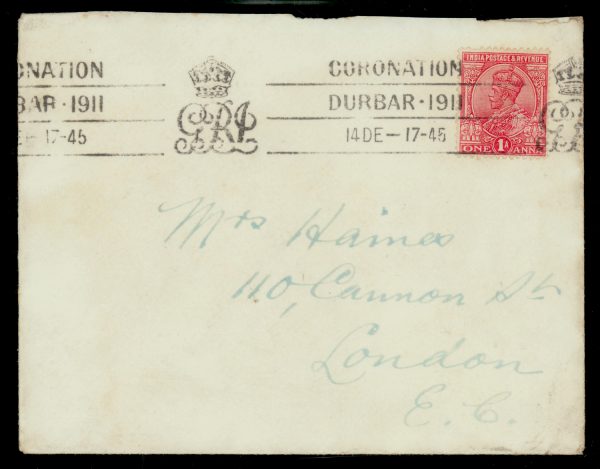 ONATION
BAR · 1911
E — 17-45
GRI
CORONATION
DURBAR · 1911
14 DE — 17-45
INDIA POSTAGE & REVENUE
ONE 1A ANNA
Mrs Haines
110, Cannon St
London
E.C.